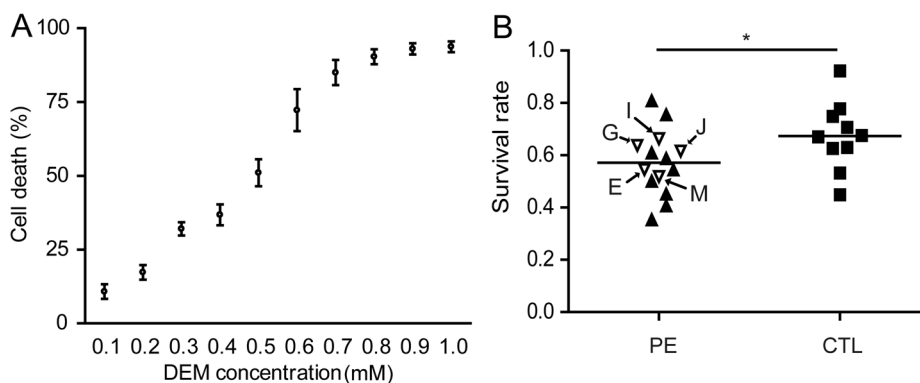 A
Cell death (%)
100
75
50
25
0
0.1 0.2 0.3 0.4 0.5 0.6 0.7 0.8 0.9 1.0
DEM concentration (mM)
B
Survival rate
1.0
0.8
0.6
0.4
0.2
0.0
*
I
G
J
E
M
PE CTL